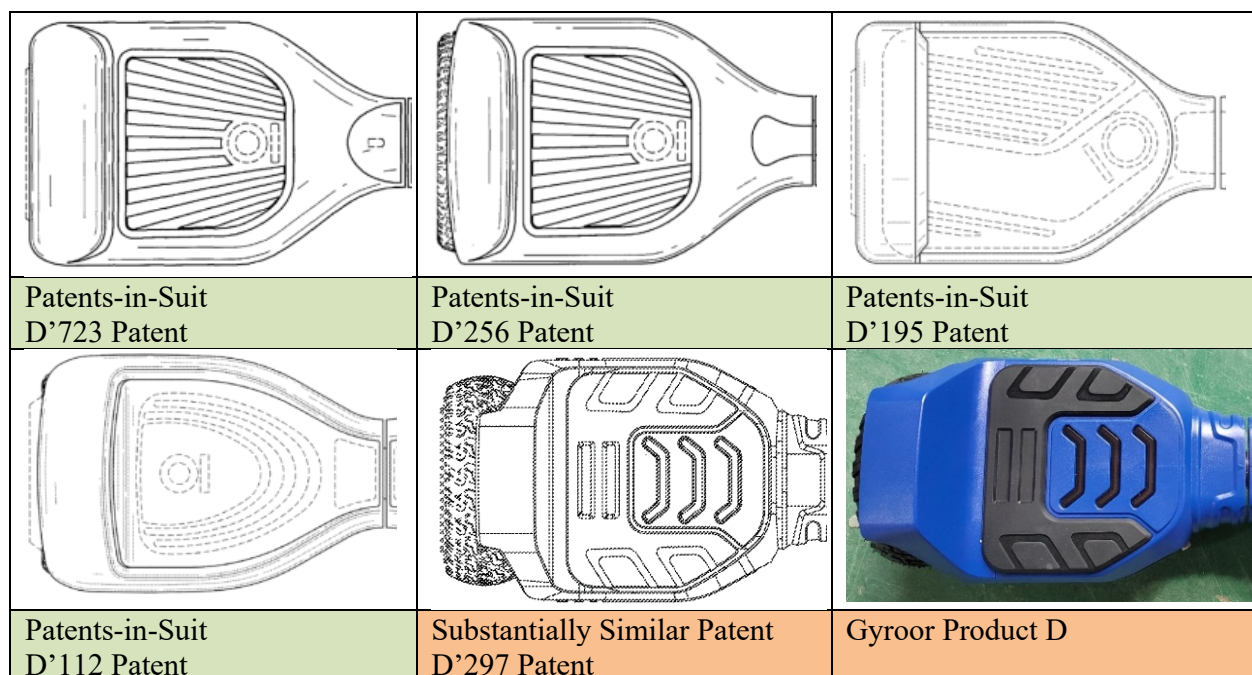 Patents-in-Suit
D’723 Patent
Patents-in-Suit
D’256 Patent
Patents-in-Suit
D’195 Patent
Patents-in-Suit
D’112 Patent
Substantially Similar Patent
D’297 Patent
Gyroor Product D